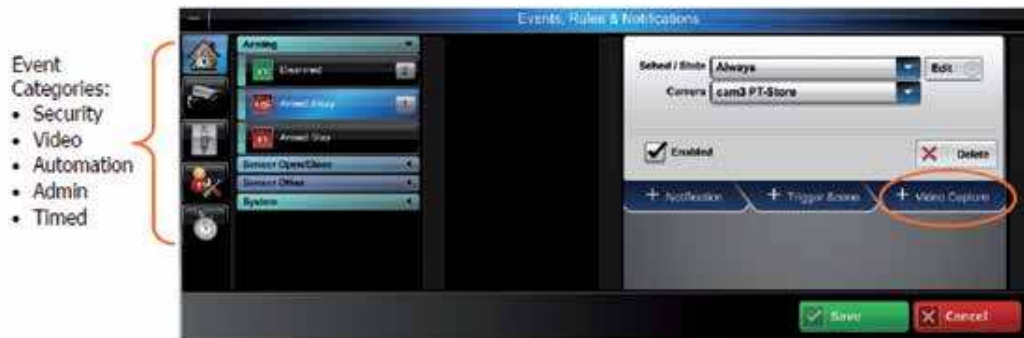 Events, Rules & Notifications
Event
Categories:
• Security
• Video
• Automation
• Admin
• Timed
Arming
Disarmed 2
Armed Away 1
Armed Stay
Sensor Open/Close
Sensor Other
System
Sched / State Always Edit
Camera cam3 PT-Store
Enabled
Delete
+ Notification
+ Trigger Scene
+ Video Capture
Save
Cancel